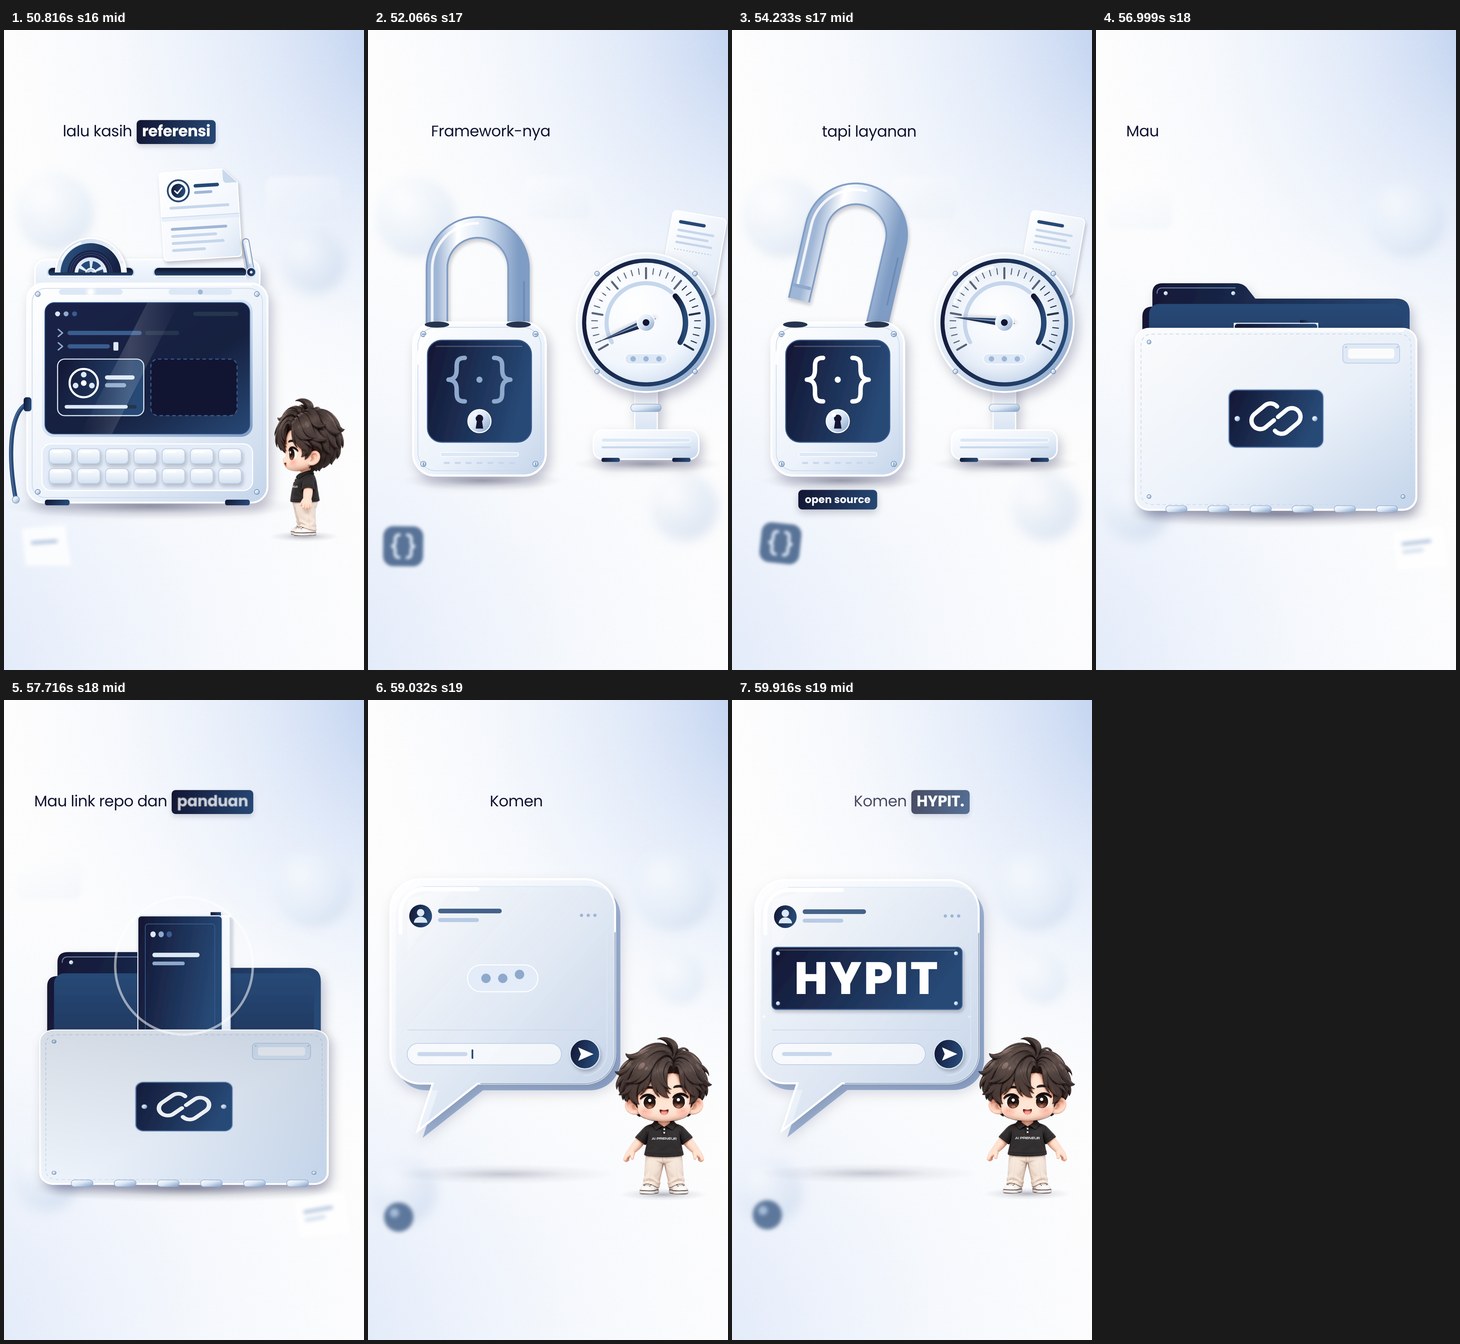 1. 50.816s s16 mid
lalu kasih referensi
2. 52.066s s17
Framework-nya
3. 54.233s s17 mid
tapi layanan
open source
4. 56.999s s18
Mau
5. 57.716s s18 mid
Mau link repo dan panduan
6. 59.032s s19
Komen
7. 59.916s s19 mid
Komen HYPIT.
HYPIT